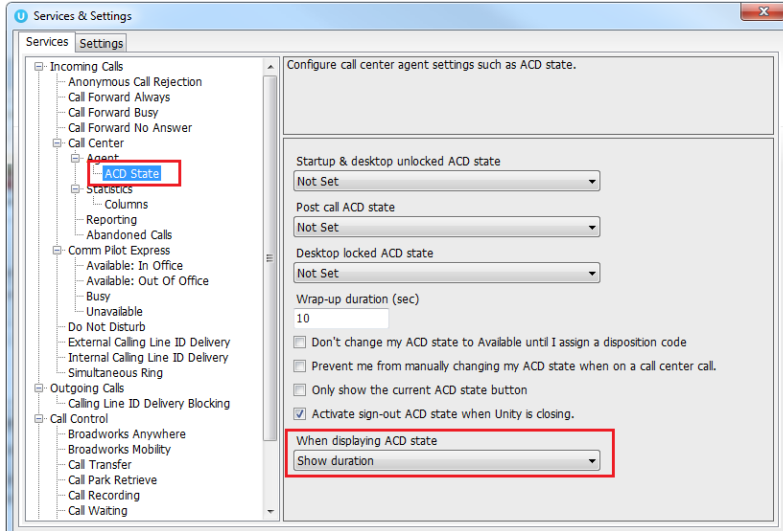 Services & Settings
Services Settings
Incoming Calls
Anonymous Call Rejection
Call Forward Always
Call Forward Busy
Call Forward No Answer
Call Center
Agent
ACD State
Statistics
Columns
Reporting
Abandoned Calls
Comm Pilot Express
Available: In Office
Available: Out Of Office
Busy
Unavailable
Do Not Disturb
External Calling Line ID Delivery
Internal Calling Line ID Delivery
Simultaneous Ring
Outgoing Calls
Calling Line ID Delivery Blocking
Call Control
Broadworks Anywhere
Broadworks Mobility
Call Transfer
Call Park Retrieve
Call Recording
Call Waiting
Configure call center agent settings such as ACD state.
Startup & desktop unlocked ACD state
Not Set
Post call ACD state
Not Set
Desktop locked ACD state
Not Set
Wrap-up duration (sec)
10
Don't change my ACD state to Available until I assign a disposition code
Prevent me from manually changing my ACD state when on a call center call.
Only show the current ACD state button
Activate sign-out ACD state when Unity is closing.
When displaying ACD state
Show duration